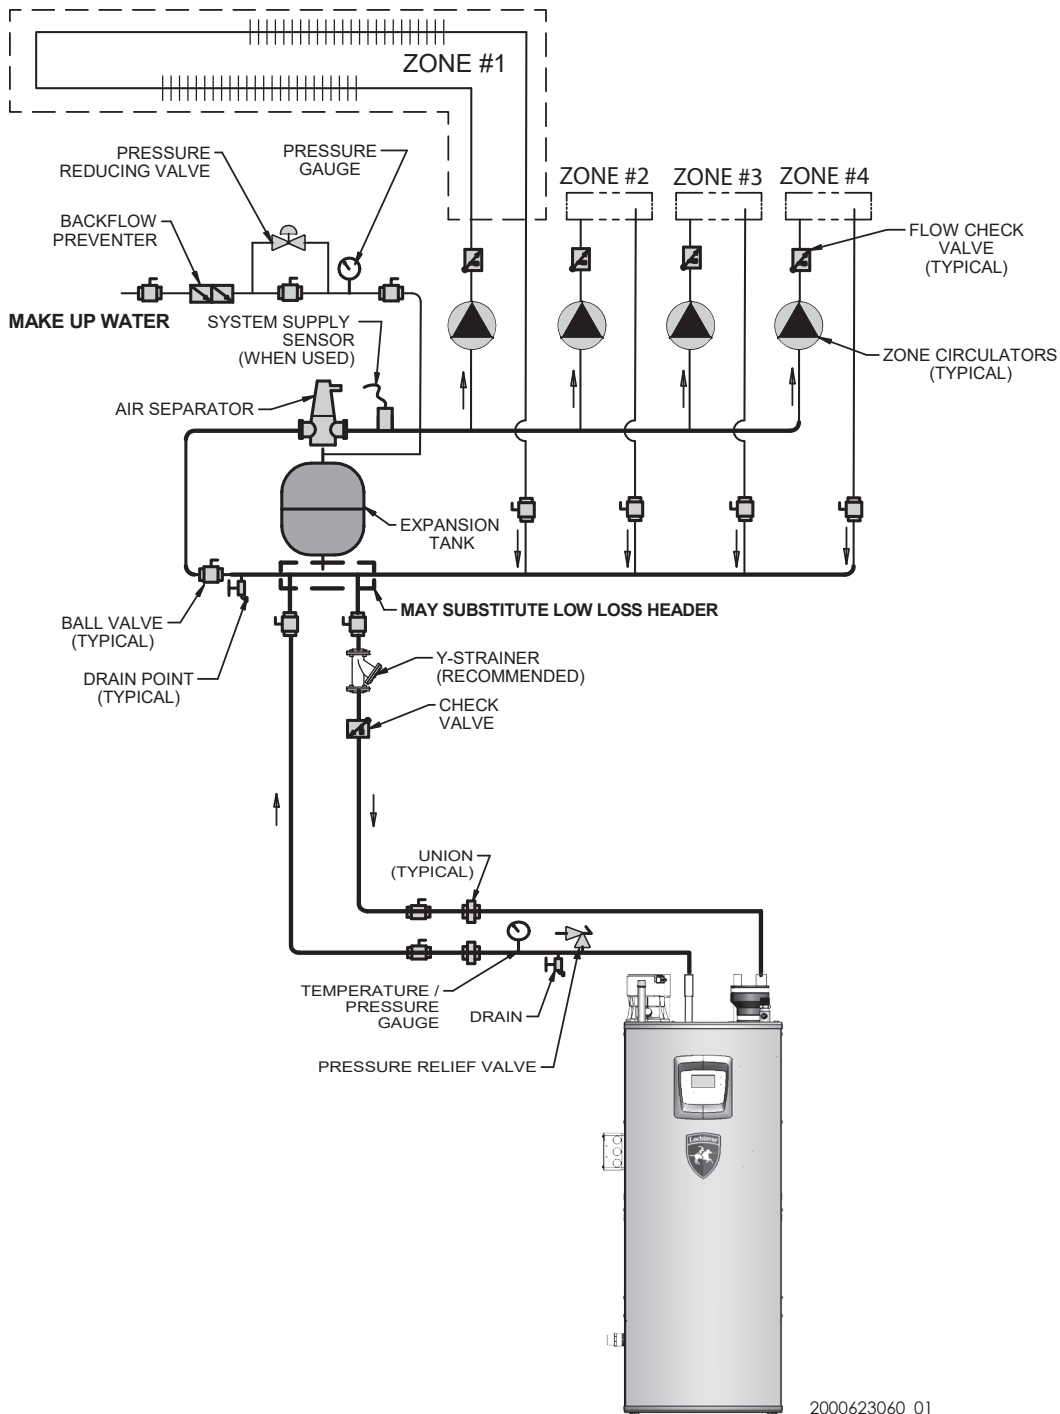 ZONE #1
PRESSURE
REDUCING VALVE
PRESSURE
GAUGE
ZONE #2
ZONE #3
ZONE #4
BACKFLOW
PREVENTER
FLOW CHECK
VALVE
(TYPICAL)
MAKE UP WATER
SYSTEM SUPPLY
SENSOR
(WHEN USED)
ZONE CIRCULATORS
(TYPICAL)
AIR SEPARATOR
EXPANSION
TANK
MAY SUBSTITUTE LOW LOSS HEADER
BALL VALVE
(TYPICAL)
DRAIN POINT
(TYPICAL)
Y-STRAINER
(RECOMMENDED)
CHECK
VALVE
UNION
(TYPICAL)
TEMPERATURE /
PRESSURE
GAUGE
DRAIN
PRESSURE RELIEF VALVE
Lochinvar
2000623060 01